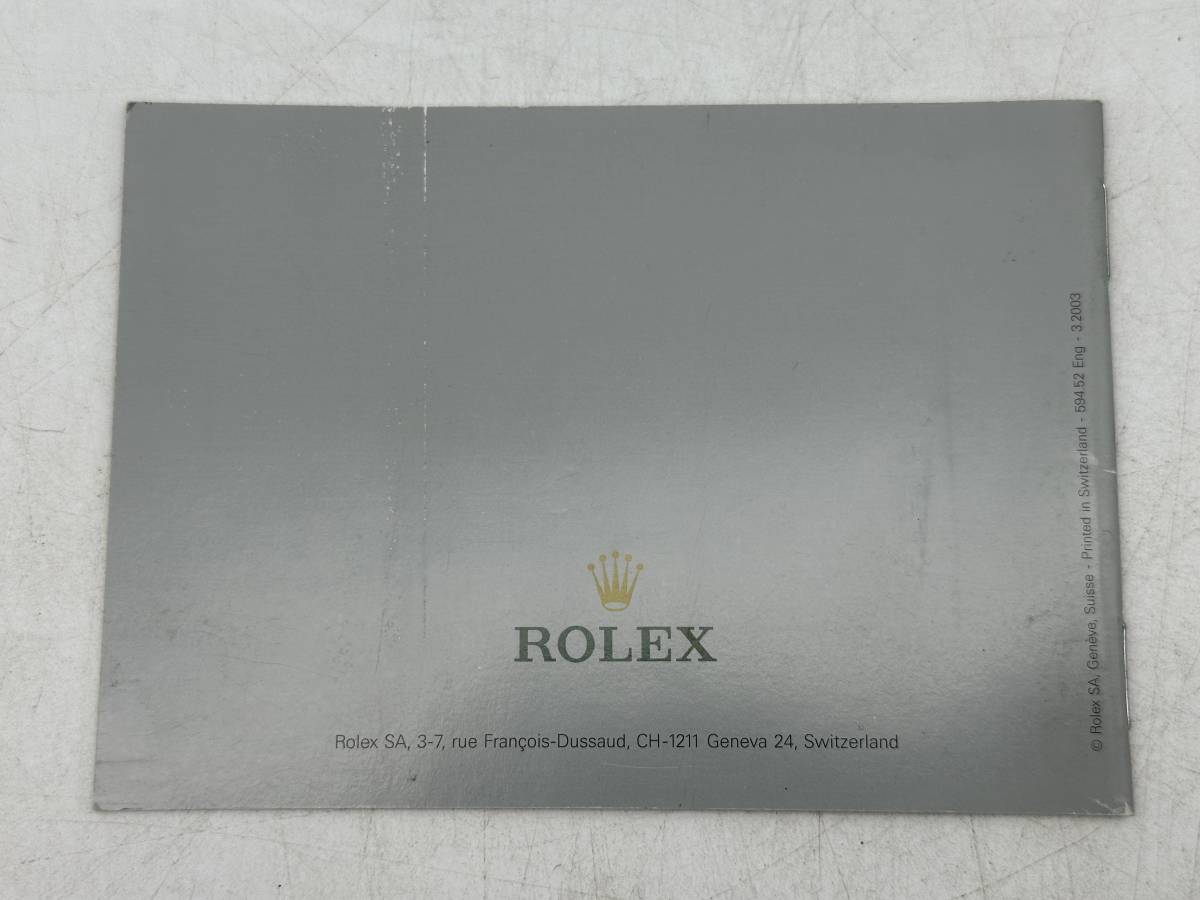 ROLEX
Rolex SA, 3-7, rue François-Dussaud, CH-1211 Geneva 24, Switzerland
© Rolex SA, Genève, Suisse - Printed in Switzerland - 594.52 Eng - 3.2003